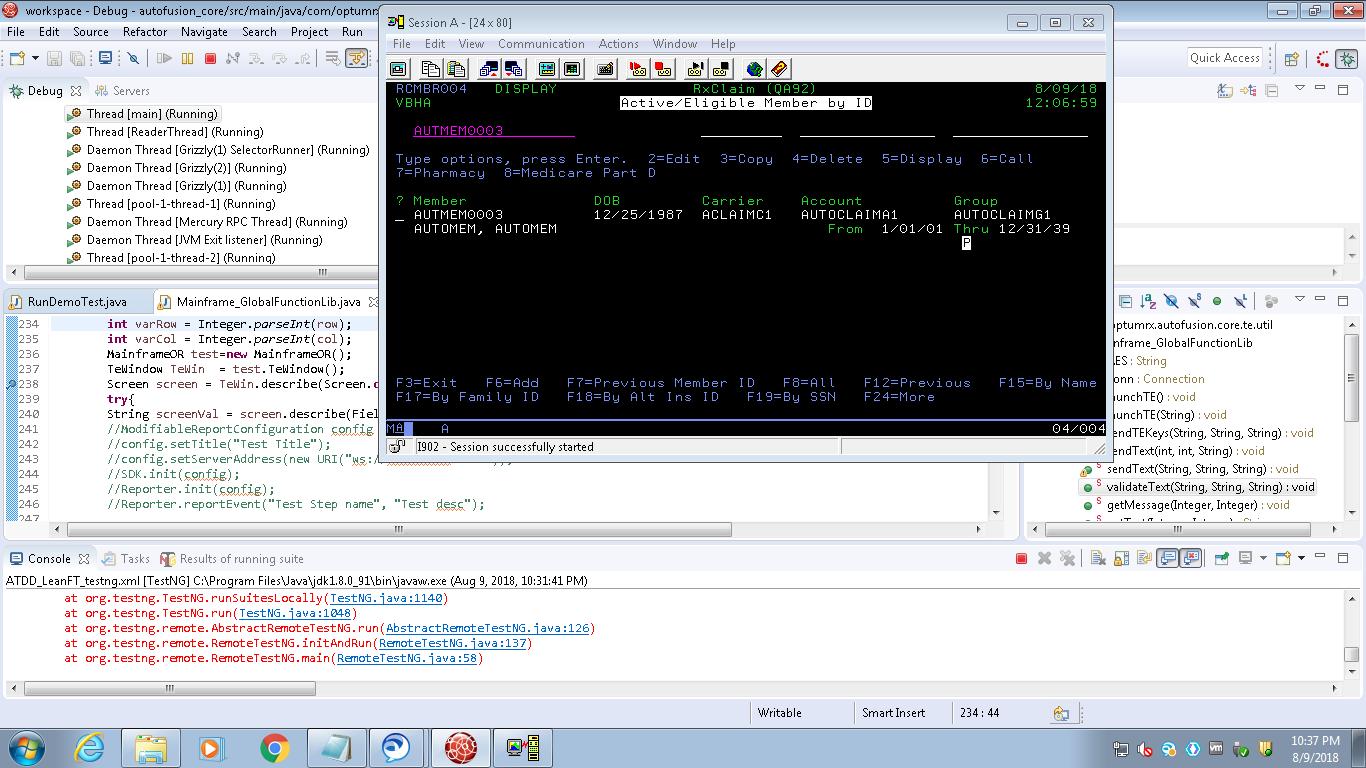 workspace - Debug - autofusion_core/src/main/java/com/optumrx
File Edit Source Refactor Navigate Search Project Run
Quick Access
Debug Servers
Thread [main] (Running)
Thread [ReaderThread] (Running)
Daemon Thread [Grizzly(1) SelectorRunner] (Running)
Daemon Thread [Grizzly(2)] (Running)
Daemon Thread [Grizzly(1)] (Running)
Thread [pool-1-thread-1] (Running)
Daemon Thread [Mercury RPC Thread] (Running)
Daemon Thread [JVM Exit listener] (Running)
Thread [pool-1-thread-2] (Running)
Session A - [24 x 80]
File Edit View Communication Actions Window Help
RCMBR004 DISPLAY RxClaim (QA92) 8/09/18
VBHA Active/Eligible Member by ID 12:06:59
AUTMEM0003
Type options, press Enter. 2=Edit 3=Copy 4=Delete 5=Display 6=Call
7=Pharmacy 8=Medicare Part D
? Member DOB Carrier Account Group
_ AUTMEM0003 12/25/1987 ACLAIMC1 AUTOCLAIMA1 AUTOCLAIMG1
AUTOMEM, AUTOMEM From 1/01/01 Thru 12/31/39
P
F3=Exit F6=Add F7=Previous Member ID F8=All F12=Previous F15=By Name
F17=By Family ID F18=By Alt Ins ID F19=By SSN F24=More
MA A 04/004
I902 - Session successfully started
RunDemoTest.java Mainframe_GlobalFunctionLib.java
234 int varRow = Integer.parseInt(row);
235 int varCol = Integer.parseInt(col);
236 MainframeOR test=new MainframeOR();
237 TeWindow TeWin = test.TeWindow();
238 Screen screen = TeWin.describe(Screen.
239 try{
240 String screenVal = screen.describe(Fiel
241 //ModifiableReportConfiguration config
242 //config.setTitle("Test Title");
243 //config.setServerAddress(new URI("ws:/
244 //SDK.init(config);
245 //Reporter.init(config);
246 //Reporter.reportEvent("Test Step name", "Test desc");
247
optumrx.autofusion.core.te.util
inframe_GlobalFunctionLib
AES : String
onn : Connection
unchTE() : void
unchTE(String) : void
endTEKeys(String, String, String) : void
endText(int, int, String) : void
sendText(String, String, String) : void
validateText(String, String, String) : void
getMessage(Integer, Integer) : void
Console Tasks Results of running suite
ATDD_LeanFT_testng.xml [TestNG] C:\Program Files\Java\jdk1.8.0_91\bin\javaw.exe (Aug 9, 2018, 10:31:41 PM)
at org.testng.TestNG.runSuitesLocally(TestNG.java:1140)
at org.testng.TestNG.run(TestNG.java:1048)
at org.testng.remote.AbstractRemoteTestNG.run(AbstractRemoteTestNG.java:126)
at org.testng.remote.RemoteTestNG.initAndRun(RemoteTestNG.java:137)
at org.testng.remote.RemoteTestNG.main(RemoteTestNG.java:58)
Writable Smart Insert 234 : 44
10:37 PM
8/9/2018